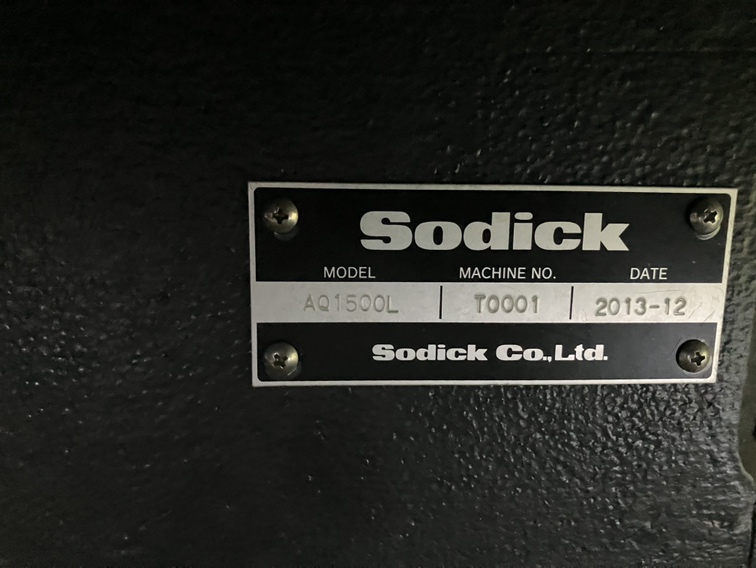 Sodick
MODEL MACHINE NO. DATE
AQ1500L T0001 2013-12
Sodick Co.,Ltd.